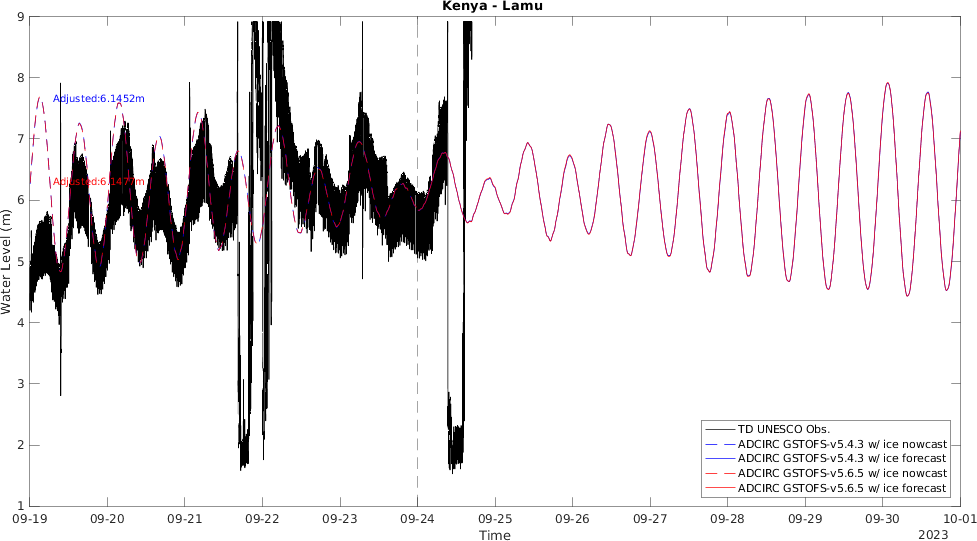 Kenya - Lamu
9
8
7
6
5
4
3
2
1
Water Level (m)
Adjusted:6.1452m
Adjusted:6.1477m
TD UNESCO Obs.
ADCIRC GSTOFS-v5.4.3 w/ ice nowcast
ADCIRC GSTOFS-v5.4.3 w/ ice forecast
ADCIRC GSTOFS-v5.6.5 w/ ice nowcast
ADCIRC GSTOFS-v5.6.5 w/ ice forecast
09-19 09-20 09-21 09-22 09-23 09-24 09-25 09-26 09-27 09-28 09-29 09-30 10-01
Time
2023